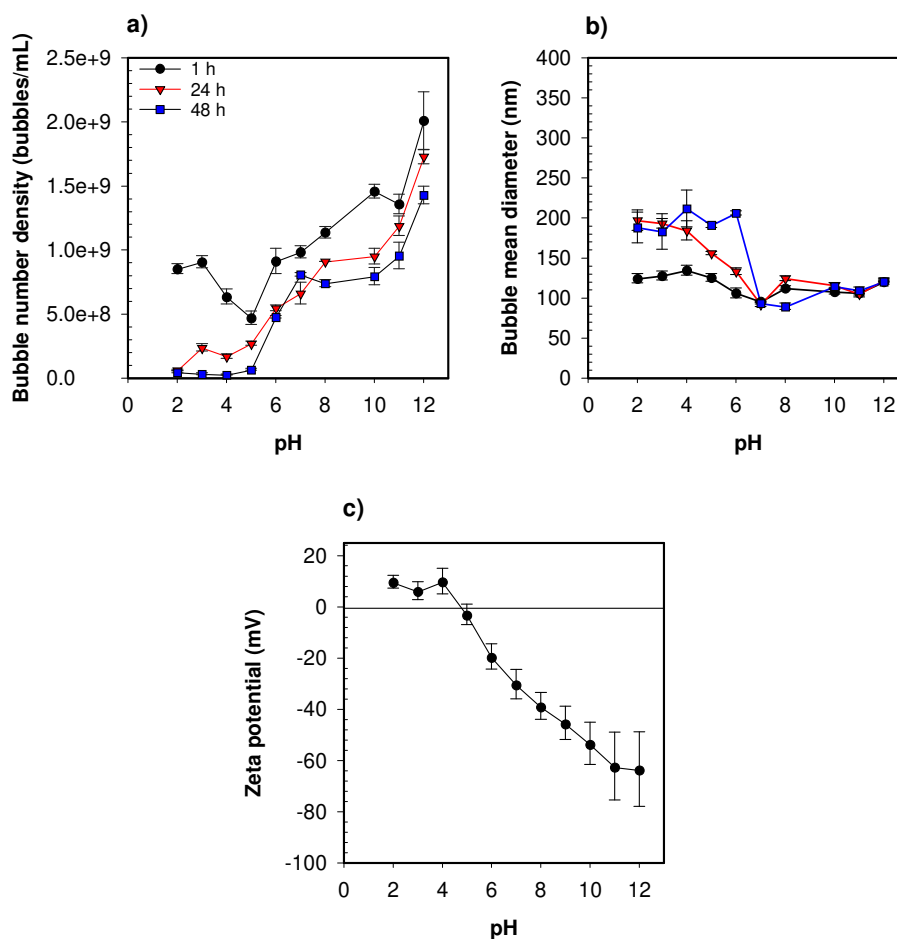 a)
Bubble number density (bubbles/mL)
2.5e+9
2.0e+9
1.5e+9
1.0e+9
5.0e+8
0.0
1 h
24 h
48 h
0 2 4 6 8 10 12
pH
b)
Bubble mean diameter (nm)
400
350
300
250
200
150
100
50
0
0 2 4 6 8 10 12
pH
c)
Zeta potential (mV)
20
0
-20
-40
-60
-80
-100
0 2 4 6 8 10 12
pH